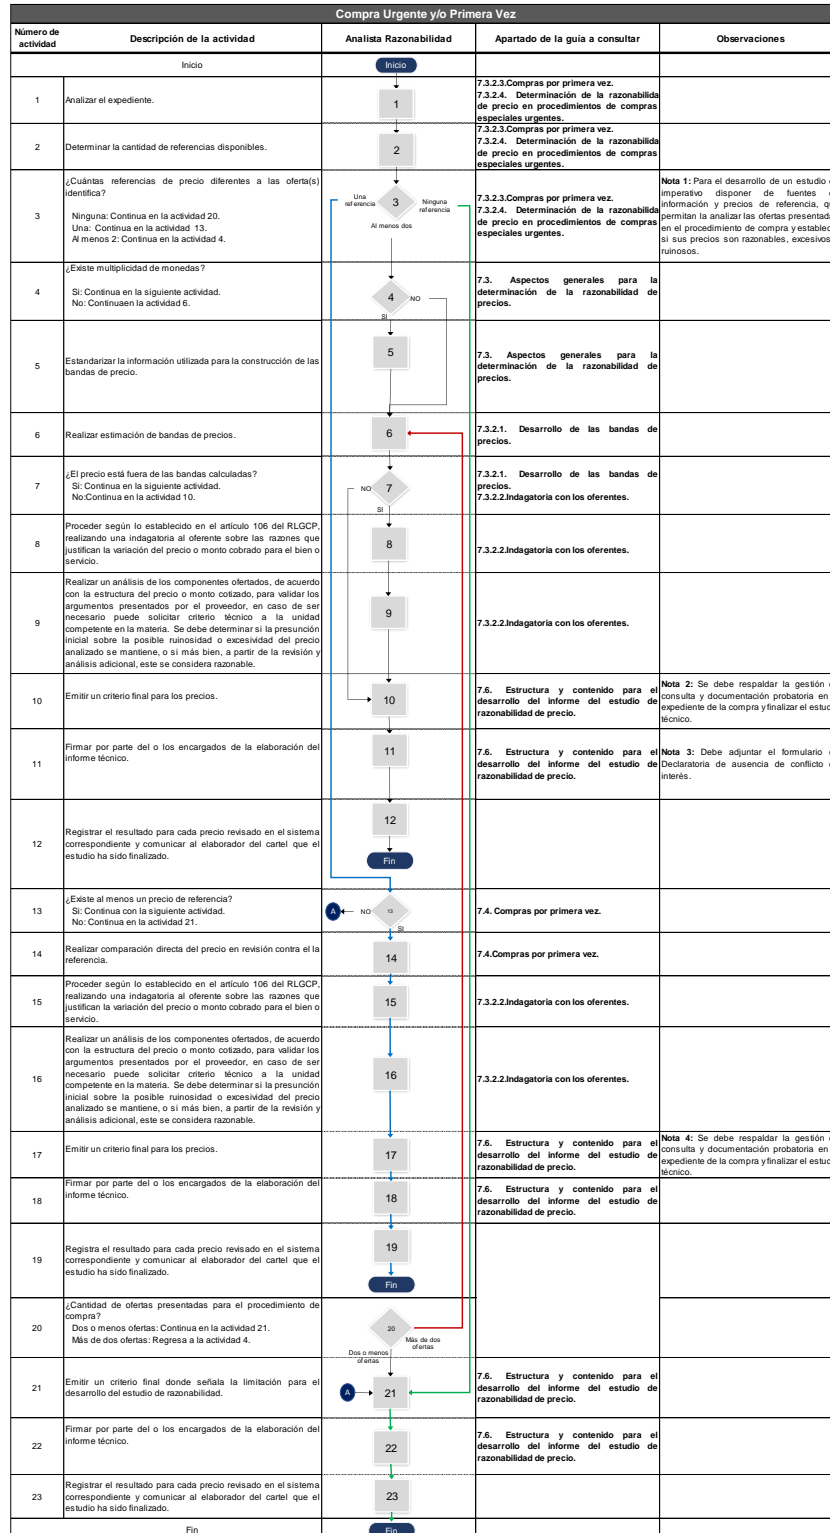 Compra Urgente y/o Primera Vez
Número de actividad
Descripción de la actividad
Analista Razonabilidad
Apartado de la guía a consultar
Observaciones
Inicio
Inicio
1
Analizar el expediente.
1
7.3.2.3.Compras por primera vez.
7.3.2.4. Determinación de la razonabilida
de precio en procedimientos de compras
especiales urgentes.
2
Determinar la cantidad de referencias disponibles.
2
7.3.2.3.Compras por primera vez.
7.3.2.4. Determinación de la razonabilida
de precio en procedimientos de compras
especiales urgentes.
3
¿Cuántas referencias de precio diferentes a las oferta(s)
identifica?
Ninguna: Continua en la actividad 20.
Una: Continua en la actividad 13.
Al menos 2: Continua en la actividad 4.
Una
referencia
3
Ninguna
referencia
Al menos dos
7.3.2.3.Compras por primera vez.
7.3.2.4. Determinación de la razonabilida
de precio en procedimientos de compras
especiales urgentes.
Nota 1: Para el desarrollo de un estudio
imperativo disponer de fuentes
información y precios de referencia,
permitan la analizar las ofertas presentad
en el procedimiento de compra y establec
si sus precios son razonables, excesivos
ruinosos.
4
¿Existe multiplicidad de monedas?
Si: Continua en la siguiente actividad.
No: Continuaen la actividad 6.
4
NO
SI
7.3. Aspectos generales para la
determinación de la razonabilidad de
precios.
5
Estandarizar la información utilizada para la construcción de las
bandas de precio.
5
7.3. Aspectos generales para la
determinación de la razonabilidad de
precios.
6
Realizar estimación de bandas de precios.
6
7.3.2.1. Desarrollo de las bandas de
precios.
7
¿El precio está fuera de las bandas calculadas?
Si: Continua en la siguiente actividad.
No:Continua en la actividad 10.
NO
7
SI
7.3.2.1. Desarrollo de las bandas de
precios.
7.3.2.2.Indagatoria con los oferentes.
8
Proceder según lo establecido en el artículo 106 del RLGCP,
realizando una indagatoria al oferente sobre las razones que
justifican la variación del precio o monto cobrado para el bien o
servicio.
8
7.3.2.2.Indagatoria con los oferentes.
9
Realizar un análisis de los componentes ofertados, de acuerdo
con la estructura del precio o monto cotizado, para validar los
argumentos presentados por el proveedor, en caso de ser
necesario puede solicitar criterio técnico a la unidad
competente en la materia. Se debe determinar si la presunción
inicial sobre la posible ruinosidad o excesividad del precio
analizado se mantiene, o si más bien, a partir de la revisión y
análisis adicional, este se considera razonable.
9
7.3.2.2.Indagatoria con los oferentes.
10
Emitir un criterio final para los precios.
10
7.6. Estructura y contenido para el
desarrollo del informe del estudio de
razonabilidad de precio.
Nota 2: Se debe respaldar la gestión
consulta y documentación probatoria en
expediente de la compra y finalizar el estud
técnico.
11
Firmar por parte del o los encargados de la elaboración del
informe técnico.
11
7.6. Estructura y contenido para el
desarrollo del informe del estudio de
razonabilidad de precio.
Nota 3: Debe adjuntar el formulario
Declaratoria de ausencia de conflicto
interés.
12
Registrar el resultado para cada precio revisado en el sistema
correspondiente y comunicar al elaborador del cartel que el
estudio ha sido finalizado.
12
Fin
13
¿Existe al menos un precio de referencia?
Si: Continua con la siguiente actividad.
No: Continua en la actividad 21.
A
NO
13
SI
7.4. Compras por primera vez.
14
Realizar comparación directa del precio en revisión contra el la
referencia.
14
7.4.Compras por primera vez.
15
Proceder según lo establecido en el artículo 106 del RLGCP,
realizando una indagatoria al oferente sobre las razones que
justifican la variación del precio o monto cobrado para el bien o
servicio.
15
7.3.2.2.Indagatoria con los oferentes.
16
Realizar un análisis de los componentes ofertados, de acuerdo
con la estructura del precio o monto cotizado, para validar los
argumentos presentados por el proveedor, en caso de ser
necesario puede solicitar criterio técnico a la unidad
competente en la materia. Se debe determinar si la presunción
inicial sobre la posible ruinosidad o excesividad del precio
analizado se mantiene, o si más bien, a partir de la revisión y
análisis adicional, este se considera razonable.
16
7.3.2.2.Indagatoria con los oferentes.
17
Emitir un criterio final para los precios.
17
7.6. Estructura y contenido para el
desarrollo del informe del estudio de
razonabilidad de precio.
Nota 4: Se debe respaldar la gestión
consulta y documentación probatoria en
expediente de la compra y finalizar el estud
técnico.
18
Firmar por parte del o los encargados de la elaboración del
informe técnico.
18
7.6. Estructura y contenido para el
desarrollo del informe del estudio de
razonabilidad de precio.
19
Registra el resultado para cada precio revisado en el sistema
correspondiente y comunicar al elaborador del cartel que el
estudio ha sido finalizado.
19
Fin
20
¿Cantidad de ofertas presentadas para el procedimiento de
compra?
Dos o menos ofertas: Continua en la actividad 21.
Más de dos ofertas: Regresa a la actividad 4.
20
Más de dos
ofertas
Dos o menos
ofertas
21
Emitir un criterio final donde señala la limitación para el
desarrollo del estudio de razonabilidad.
A
21
7.6. Estructura y contenido para el
desarrollo del informe del estudio de
razonabilidad de precio.
22
Firmar por parte del o los encargados de la elaboración del
informe técnico.
22
7.6. Estructura y contenido para el
desarrollo del informe del estudio de
razonabilidad de precio.
23
Registrar el resultado para cada precio revisado en el sistema
correspondiente y comunicar al elaborador del cartel que el
estudio ha sido finalizado.
23
Fin
Fin